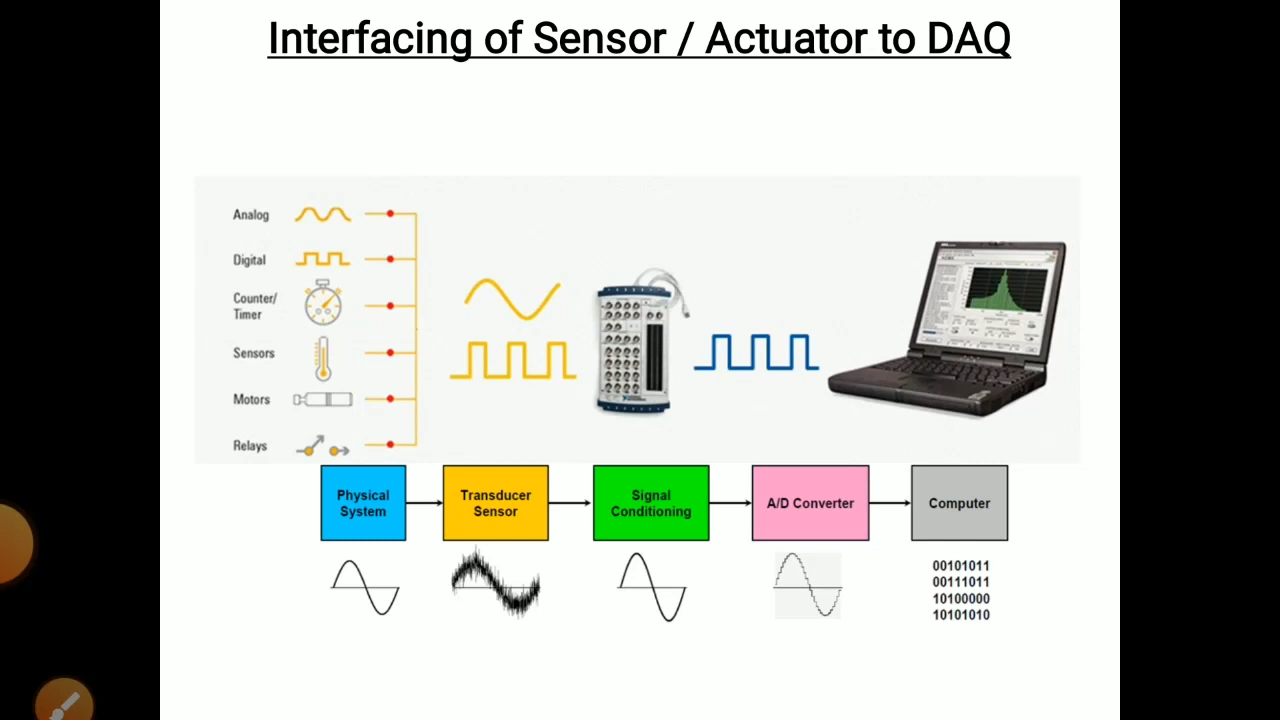 Interfacing of Sensor / Actuator to DAQ
Analog
Digital
Counter/
Timer
Sensors
Motors
Relays
Physical
System
Transducer
Sensor
Signal
Conditioning
A/D Converter
Computer
00101011
00111011
10100000
10101010